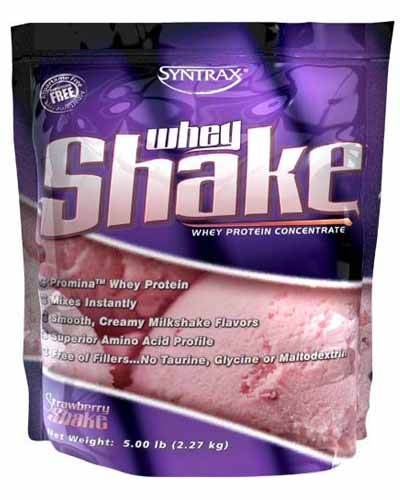 SYNTRAX®
FREE
whey
Shake
WHEY PROTEIN CONCENTRATE
Promina™ Whey Protein
Mixes Instantly
Smooth, Creamy Milkshake Flavors
Superior Amino Acid Profile
Free of Fillers...No Taurine, Glycine or Maltodextrin
Strawberry
Shake
Net Weight: 5.00 lb (2.27 kg)